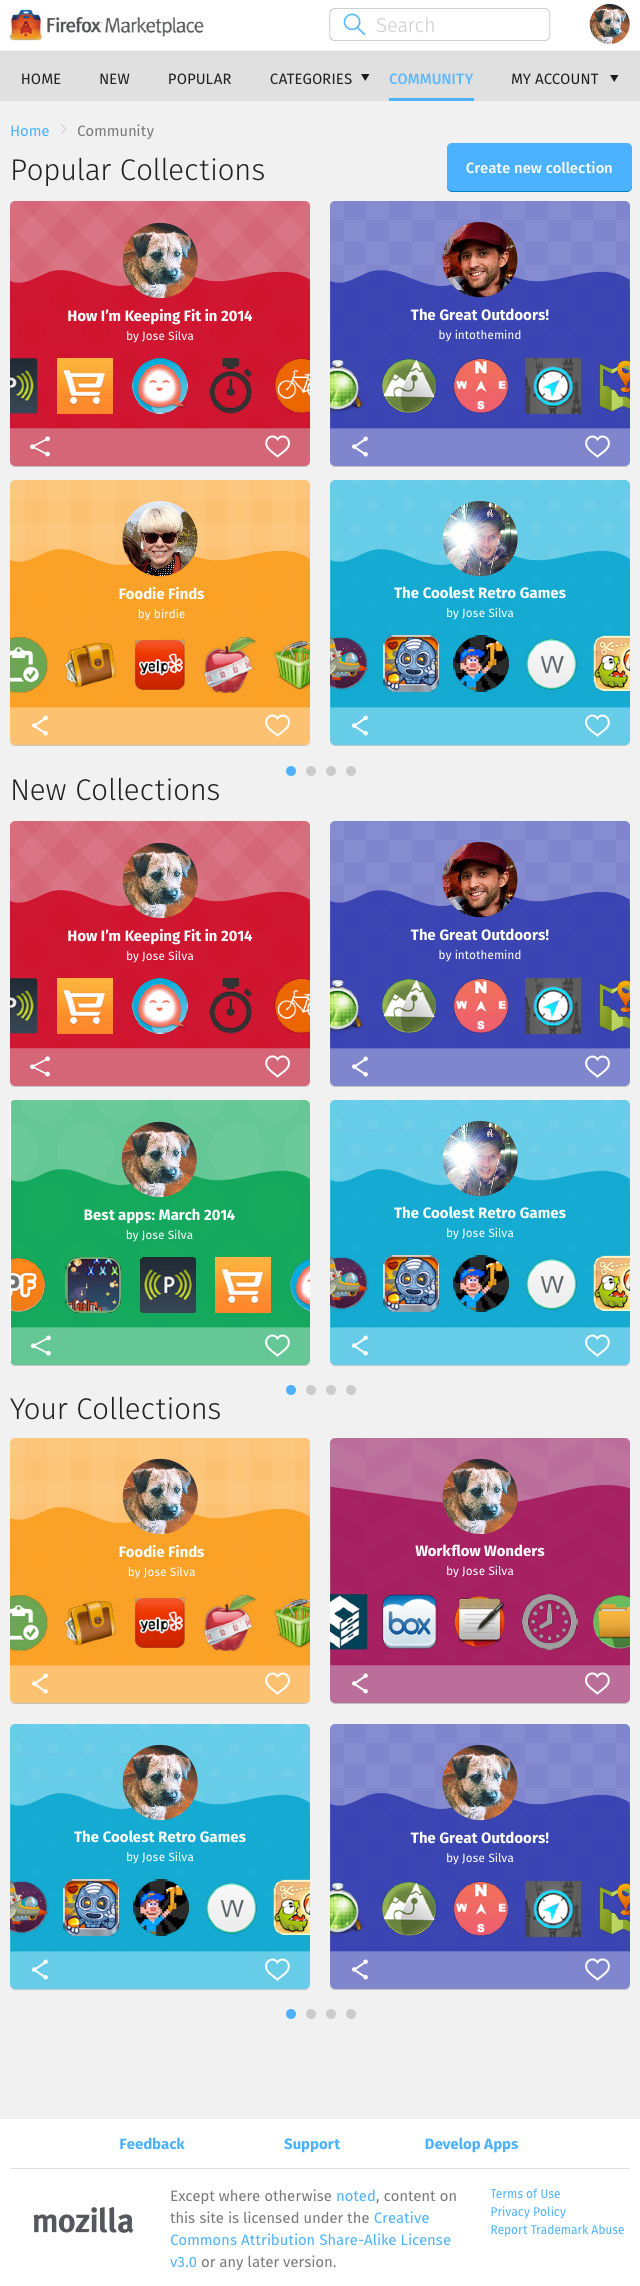 Firefox Marketplace
Search
HOME NEW POPULAR CATEGORIES COMMUNITY MY ACCOUNT
Home Community
Popular Collections
Create new collection
How I'm Keeping Fit in 2014
by Jose Silva
P
The Great Outdoors!
by intothemind
N
W A E
S
Foodie Finds
by birdie
yelp
The Coolest Retro Games
by Jose Silva
W
New Collections
How I'm Keeping Fit in 2014
by Jose Silva
P
The Great Outdoors!
by intothemind
N
W A E
S
Best apps: March 2014
by Jose Silva
PF
P
The Coolest Retro Games
by Jose Silva
W
Your Collections
Foodie Finds
by Jose Silva
yelp
Workflow Wonders
by Jose Silva
box
The Coolest Retro Games
by Jose Silva
W
The Great Outdoors!
by Jose Silva
N
W A E
S
Feedback Support Develop Apps
mozilla
Except where otherwise noted, content on
this site is licensed under the Creative
Commons Attribution Share-Alike License
v3.0 or any later version.
Terms of Use
Privacy Policy
Report Trademark Abuse